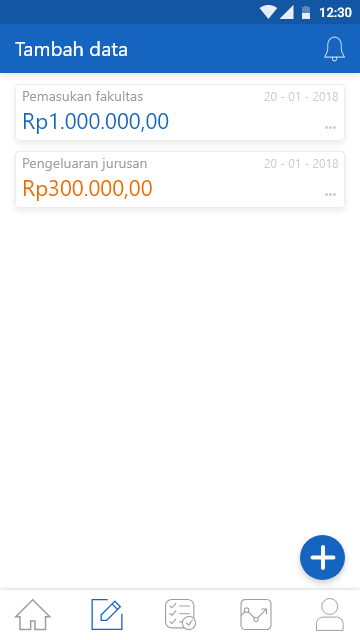 12:30
Tambah data
Pemasukan fakultas 20 - 01 - 2018
Rp1.000.000,00
Pengeluaran jurusan 20 - 01 - 2018
Rp300.000,00